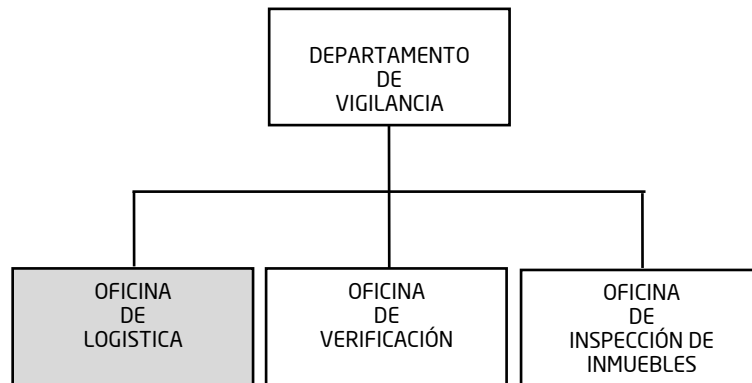 DEPARTAMENTO
DE
VIGILANCIA
OFICINA
DE
LOGISTICA
OFICINA
DE
VERIFICACIÓN
OFICINA
DE
INSPECCIÓN DE
INMUEBLES